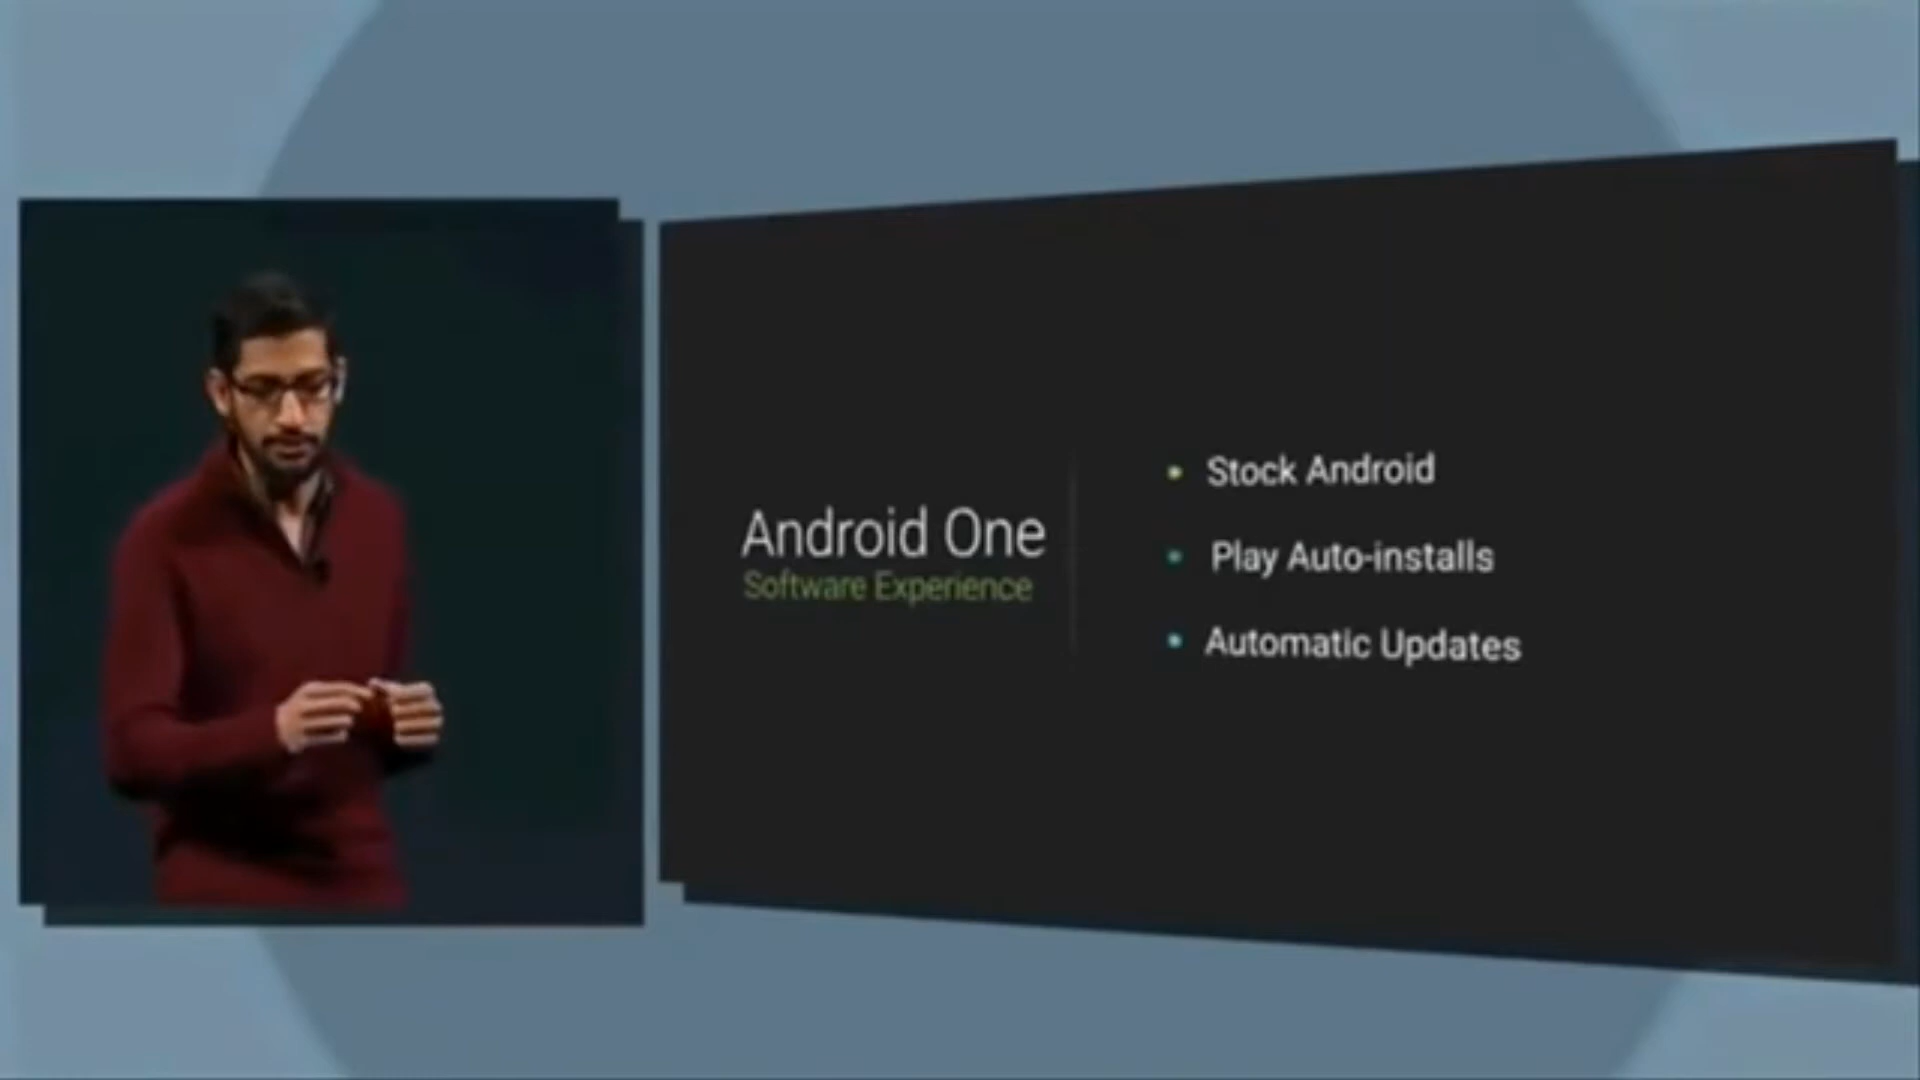 Android One
Software Experience
Stock Android
Play Auto-installs
Automatic Updates